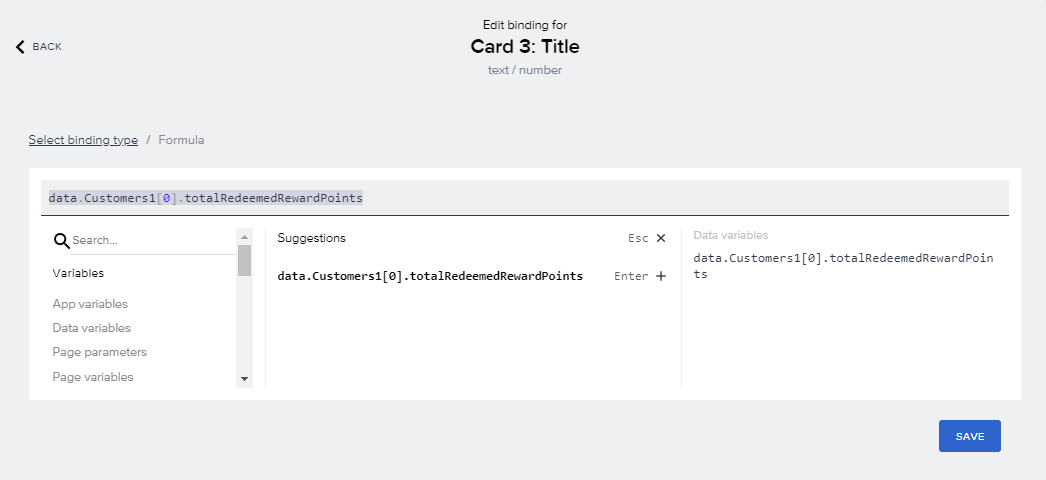 Edit binding for
BACK
Card 3: Title
text / number
Select binding type / Formula
data.Customers1[0].totalRedeemedRewardPoints
Search...
Suggestions
Esc ×
Data variables
data.Customers1[0].totalRedeemedRewardPoin
ts
Variables
data.Customers1[0].totalRedeemedRewardPoints
Enter +
App variables
Data variables
Page parameters
Page variables
SAVE